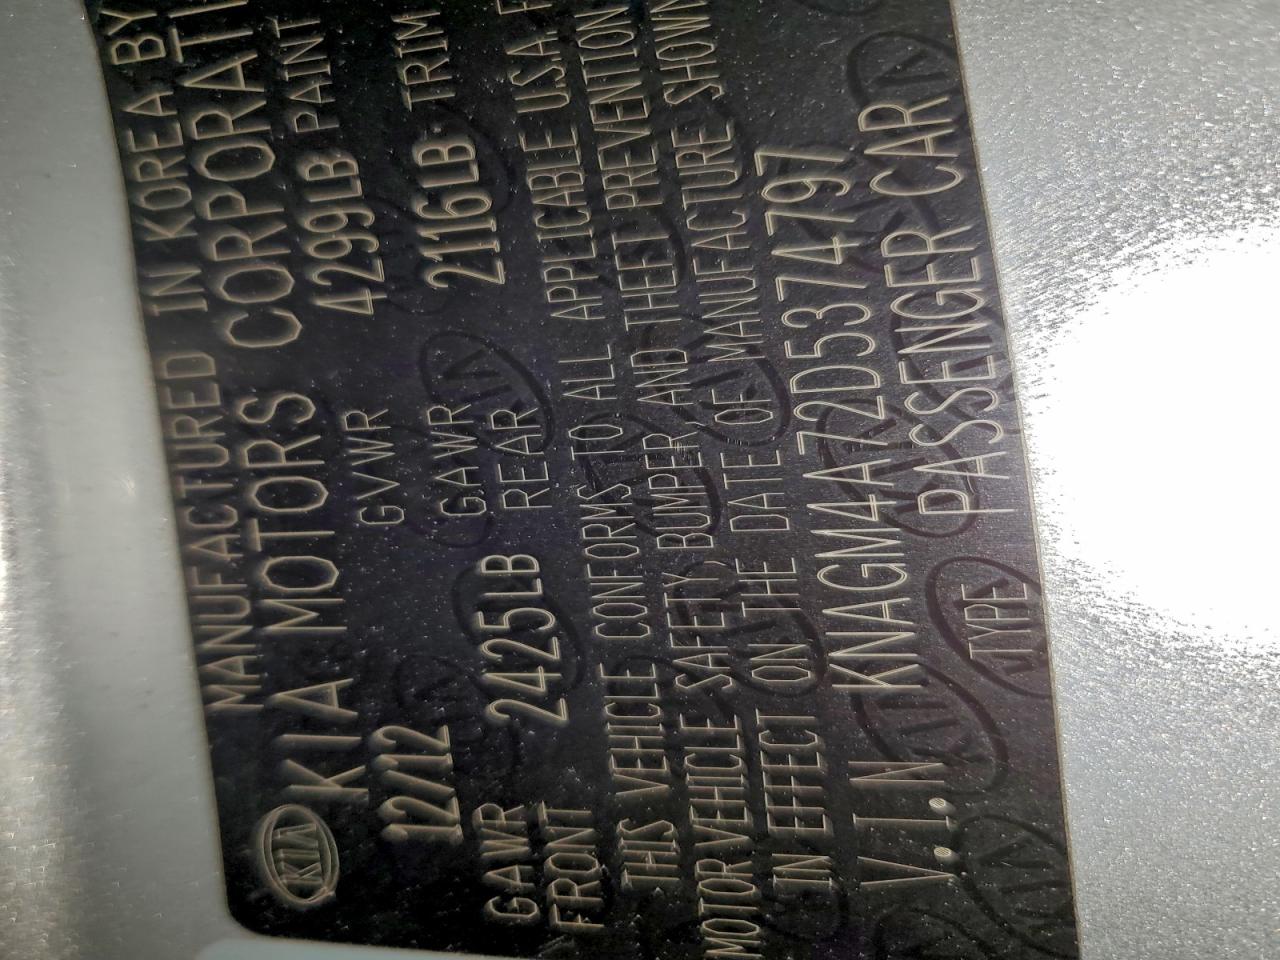 MANUFACTURED IN KOREA BY
KIA KIA MOTORS CORPORATI
12/12 GVWR 4299LB PAINT
GAWR FRONT 2425LB G.AWR REAR 2116LB TRIM
THIS VEHICLE CONFORMS TO ALL APPLICABLE U.S.A F
MOTOR VEHICLE SAFETY BUMPER AND THEFT PREVENTION
IN EFFECT ON THE DATE OF MANUFACTURE SHOWN
V.I.N.: KNAGM4A72D5374797
TYPE: PASSENGER CAR